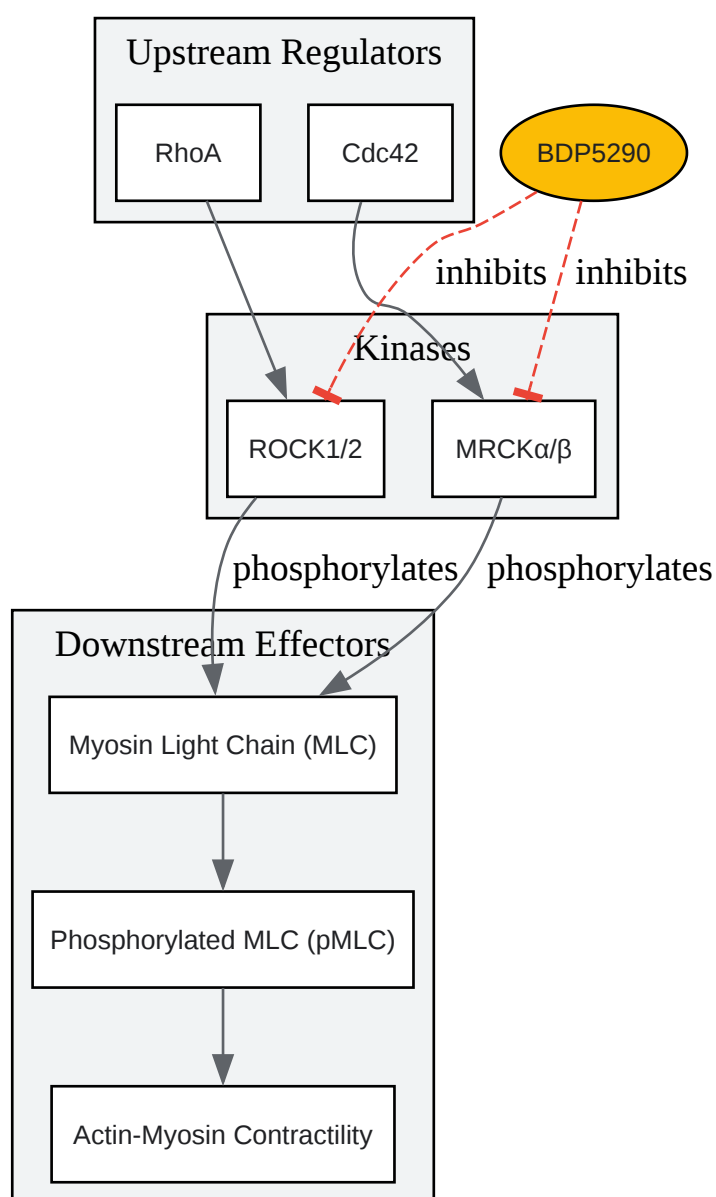 Upstream Regulators
RhoA
Cdc42
BDP5290
inhibits
inhibits
Kinases
ROCK1/2
MRCKα/β
phosphorylates
phosphorylates
Downstream Effectors
Myosin Light Chain (MLC)
Phosphorylated MLC (pMLC)
Actin-Myosin Contractility